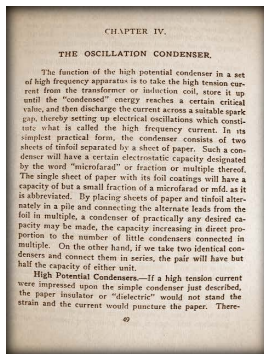 CHAPTER IV.
THE OSCILLATION CONDENSER.
The function of the high potential condenser in a set
of high frequency apparatus is to take the high tension cur-
rent from the transformer or induction coil, store it up
until the "condensed" energy reaches a certain critical
value, and then discharge the current across a suitable spark
gap, thereby setting up electrical oscillations which consti-
tute what is called the high frequency current. In its
simplest practical form, the condenser consists of two
sheets of tinfoil separated by a sheet of paper. Such a con-
denser will have a certain electrostatic capacity designated
by the word "microfarad" or fraction or multiple thereof.
The single sheet of paper with its foil coatings will have a
capacity of but a small fraction of a microfarad or mfd. as it
is abbreviated. By placing sheets of paper and tinfoil alter-
nately in a pile and connecting the alternate leads from the
foil in multiple, a condenser of practically any desired ca-
pacity may be made, the capacity increasing in direct pro-
portion to the number of little condensers connected in
multiple. On the other hand, if we take two identical con-
densers and connect them in series, the pair will have but
half the capacity of either unit.
High Potential Condensers.—If a high tension current
were impressed upon the simple condenser just described,
the paper insulator or "dielectric" would not stand the
strain and the current would puncture the paper. There-
49